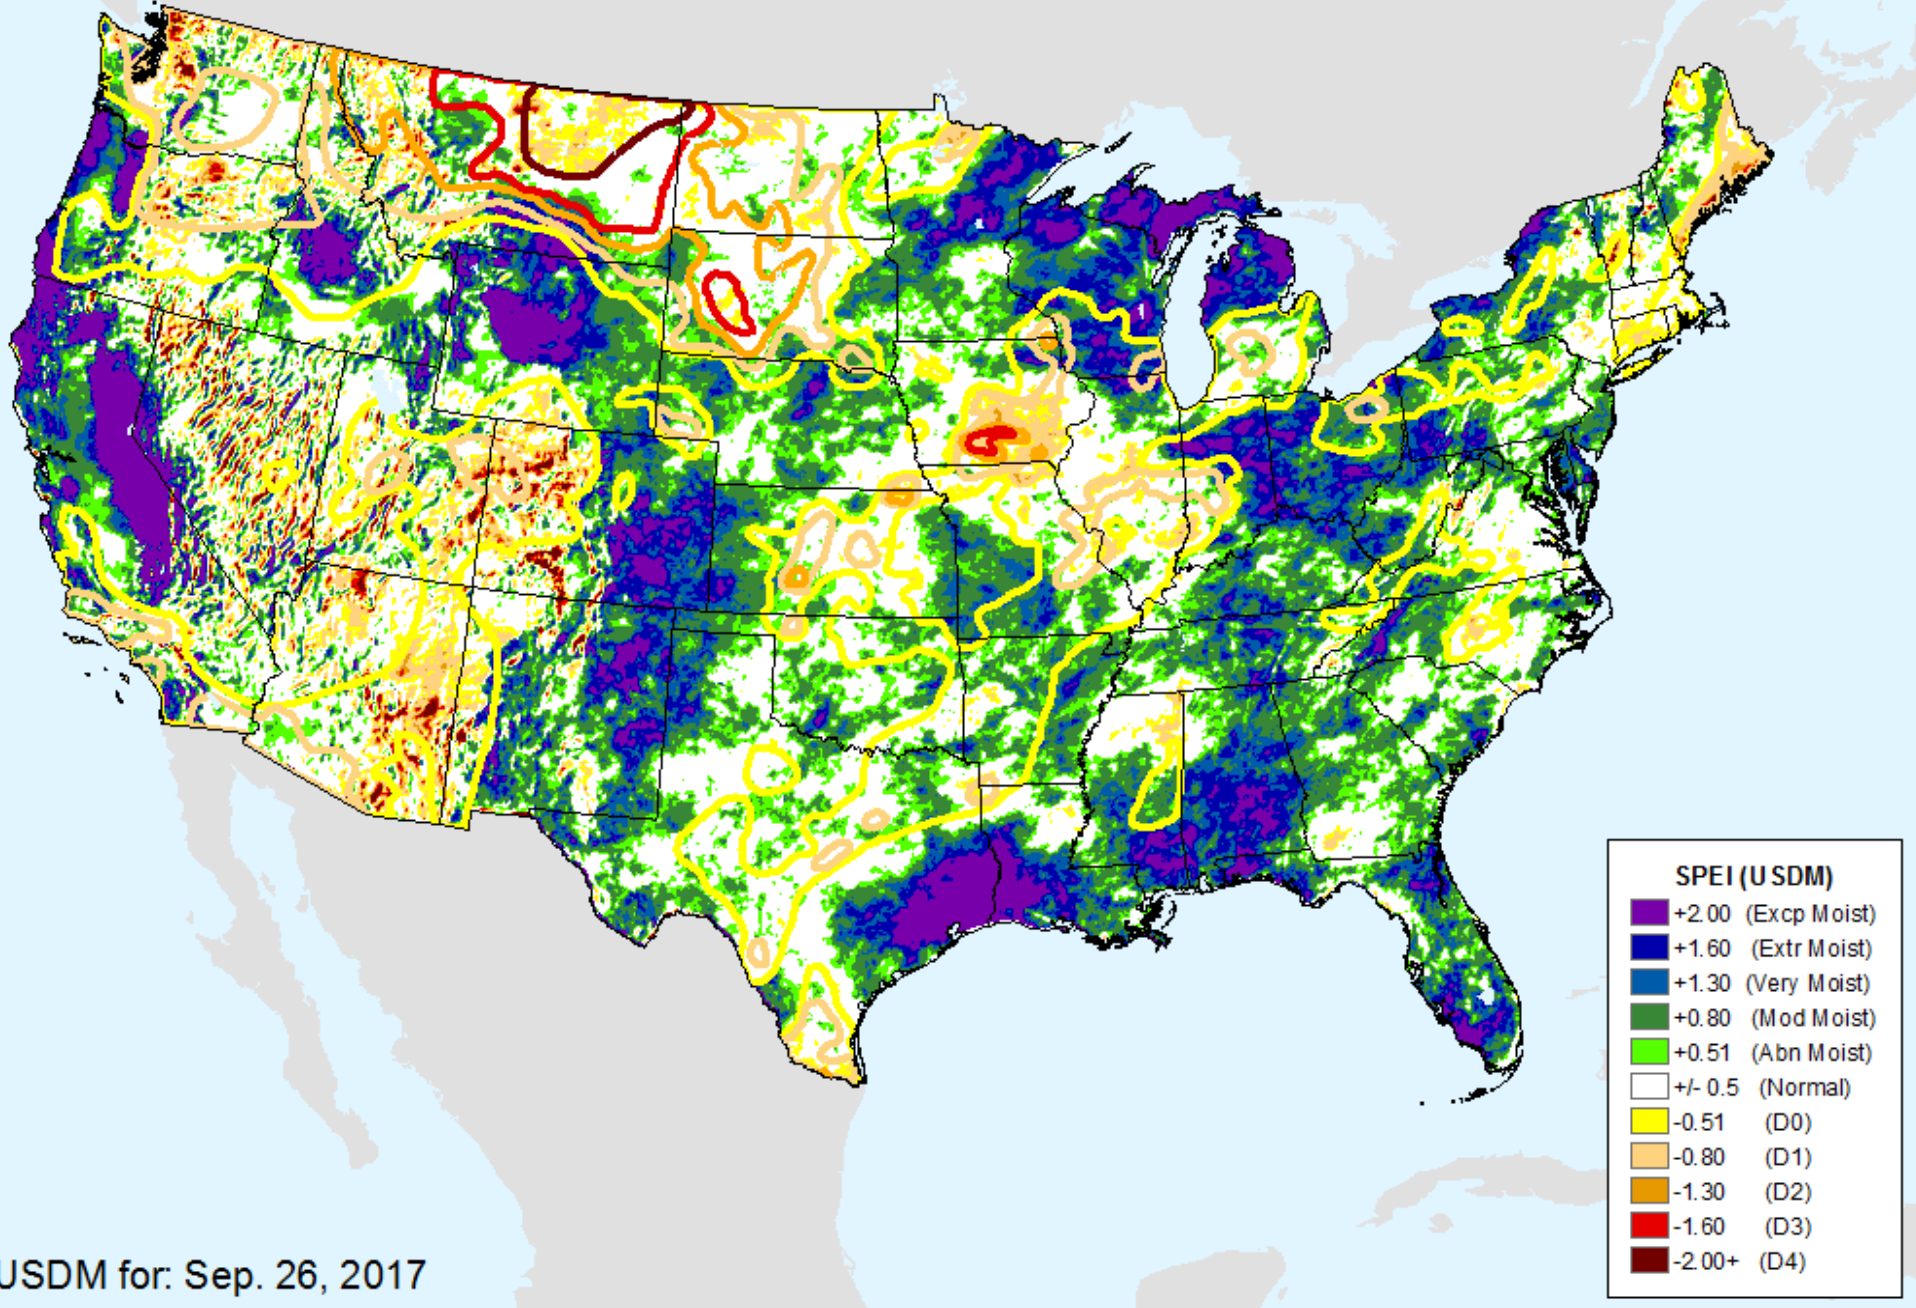 SPEI (USDM)
+2.00 (Excp Moist)
+1.60 (Extr Moist)
+1.30 (Very Moist)
+0.80 (Mod Moist)
+0.51 (Abn Moist)
+/- 0.5 (Normal)
-0.51 (D0)
-0.80 (D1)
-1.30 (D2)
-1.60 (D3)
-2.00+ (D4)
USDM for: Sep. 26, 2017